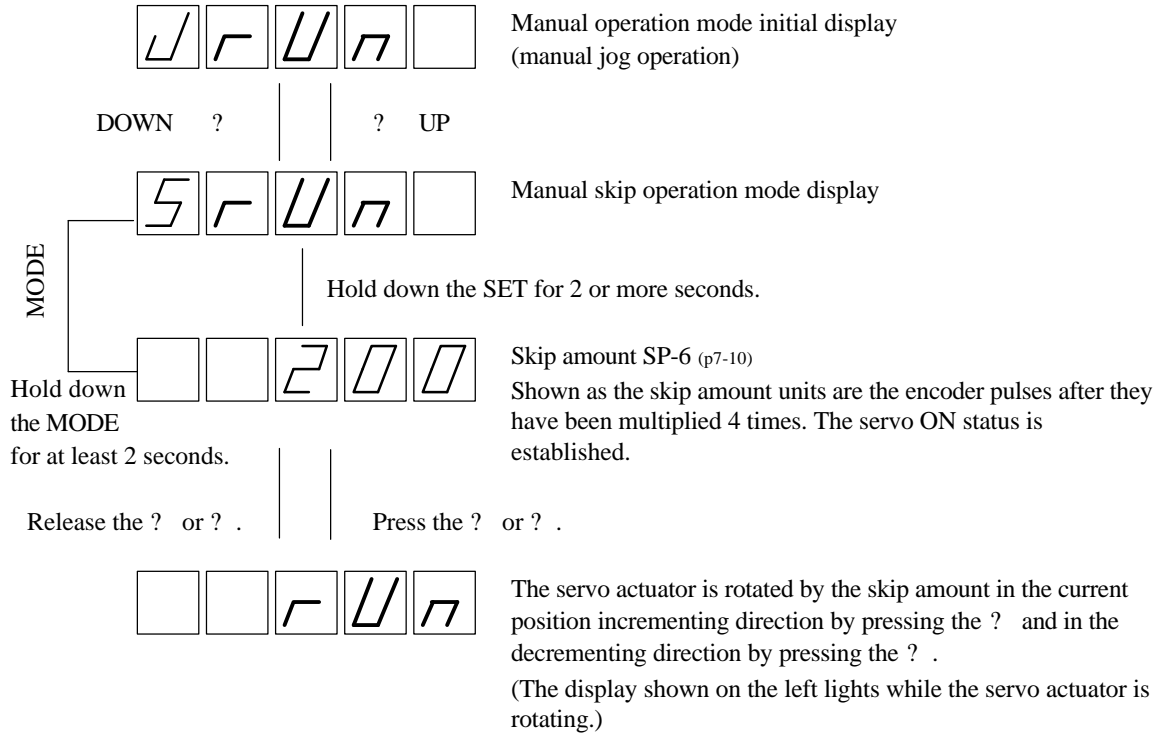 JrUn
Manual operation mode initial display
(manual jog operation)
DOWN ?
? UP
SrUn
Manual skip operation mode display
MODE
Hold down the SET for 2 or more seconds.
200
Skip amount SP-6 (p7-10)
Shown as the skip amount units are the encoder pulses after they
have been multiplied 4 times. The servo ON status is
established.
Hold down
the MODE
for at least 2 seconds.
Release the ? or ? .
Press the ? or ? .
rUn
The servo actuator is rotated by the skip amount in the current
position incrementing direction by pressing the ? and in the
decrementing direction by pressing the ? .
(The display shown on the left lights while the servo actuator is
rotating.)